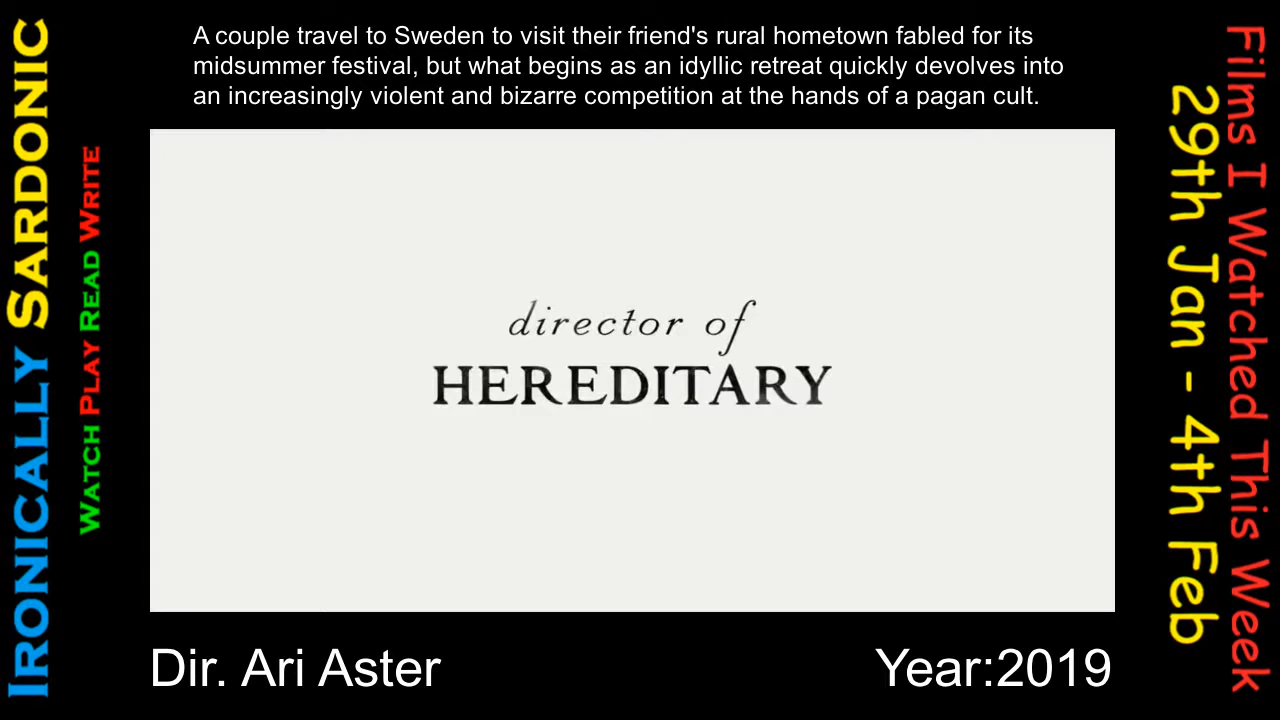 A couple travel to Sweden to visit their friend's rural hometown fabled for its
midsummer festival, but what begins as an idyllic retreat quickly devolves into
an increasingly violent and bizarre competition at the hands of a pagan cult.
IRONICALLY SARDONIC
WATCH PLAY READ WRITE
director of
HEREDITARY
Films I Watched This Week
29th Jan - 4th Feb
Dir. Ari Aster
Year:2019